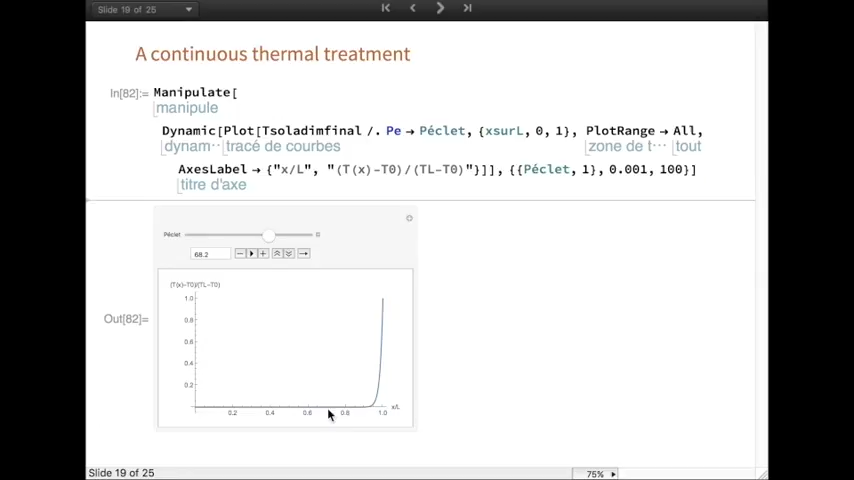 Slide 19 of 25
A continuous thermal treatment
In[82]:= Manipulate[
manipule
Dynamic[Plot[Tsoladimfinal /. Pe → Péclet, {xsurL, 0, 1}, PlotRange → All,
dynam··· tracé de courbes zone de t··· tout
AxesLabel → {"x/L", "(T(x)-T0)/(TL-T0)"}]], {{Péclet, 1}, 0.001, 100}]
titre d'axe
Péclet
68.2
Out[82]=
(T(x)-T0)/(TL-T0)
1.0
0.8
0.6
0.4
0.2
0.2 0.4 0.6 0.8 1.0 x/L
Slide 19 of 25 75%